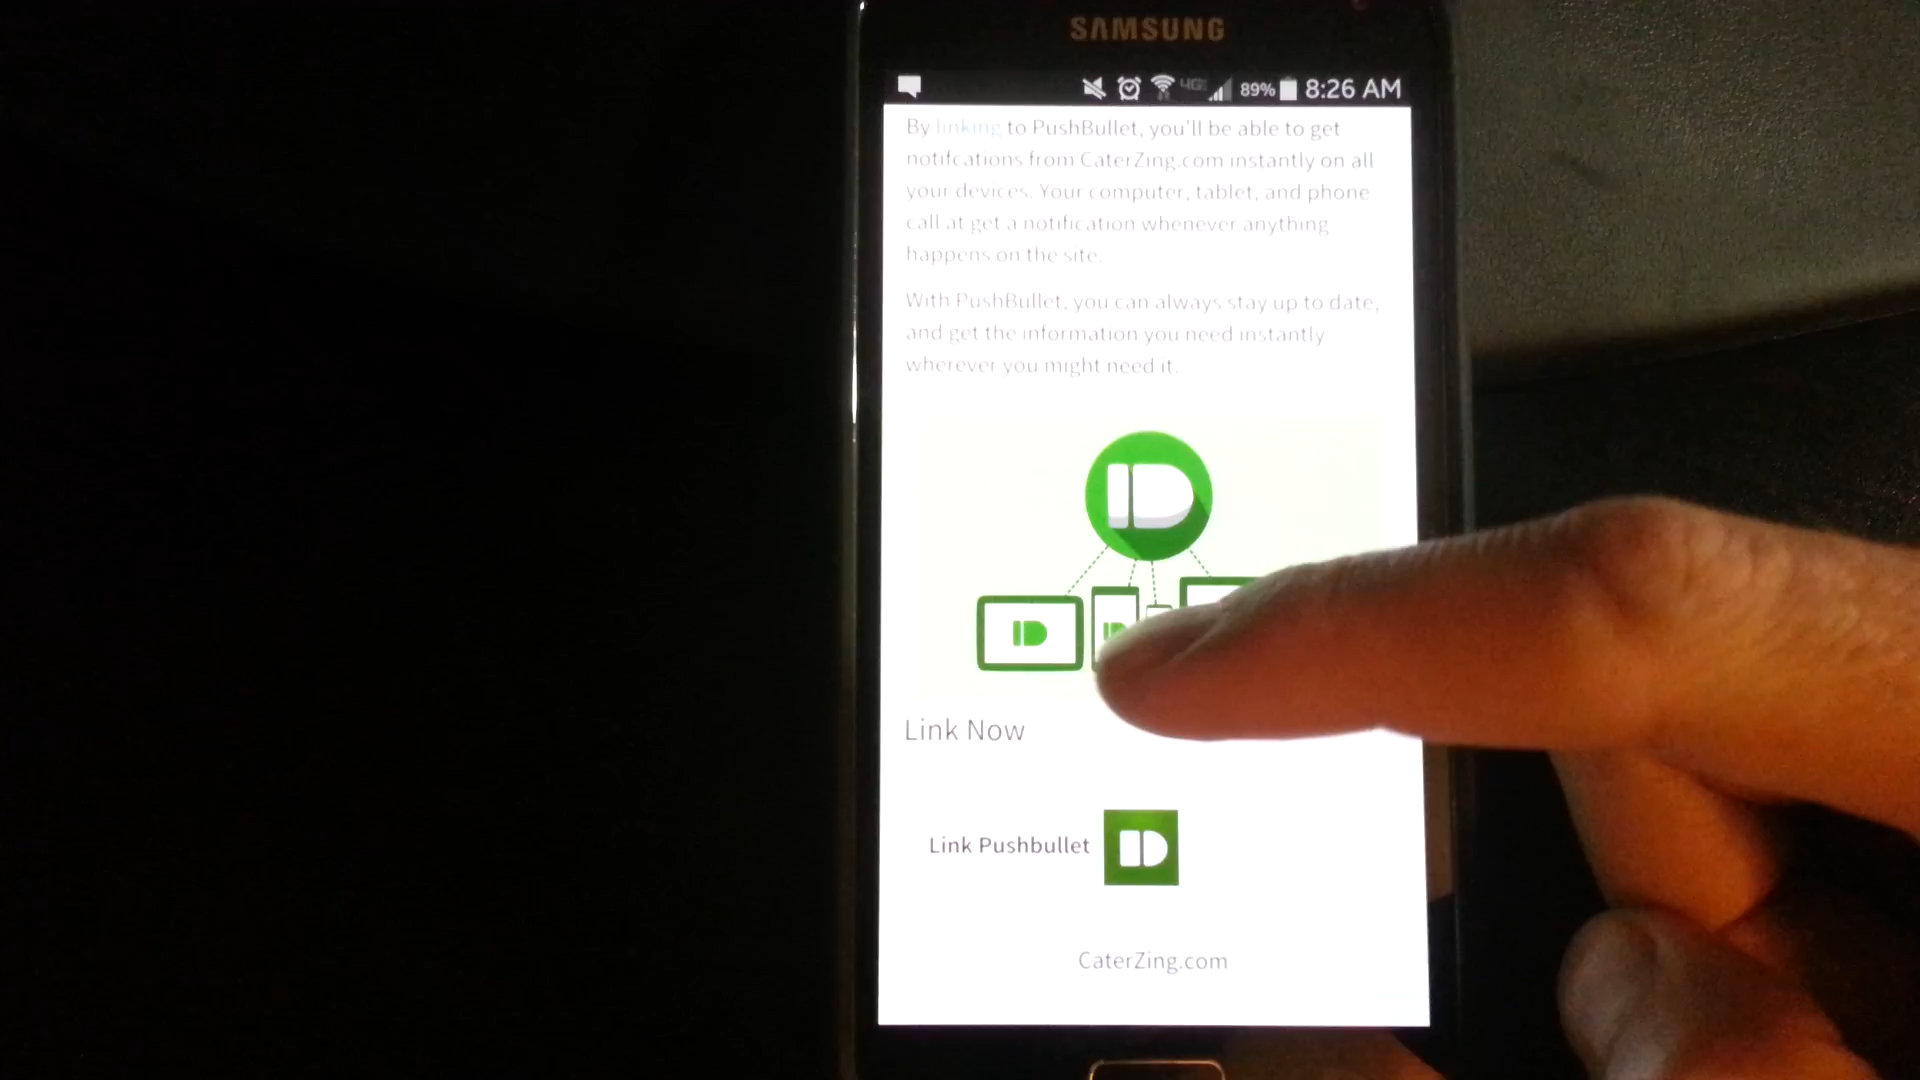 SAMSUNG
4G 89% 8:26 AM
By linking to PushBullet, you'll be able to get
notifcations from CaterZing.com instantly on all
your devices. Your computer, tablet, and phone
call at get a notification whenever anything
happens on the site.
With PushBullet, you can always stay up to date,
and get the information you need instantly
wherever you might need it.
Link Now
Link Pushbullet
CaterZing.com